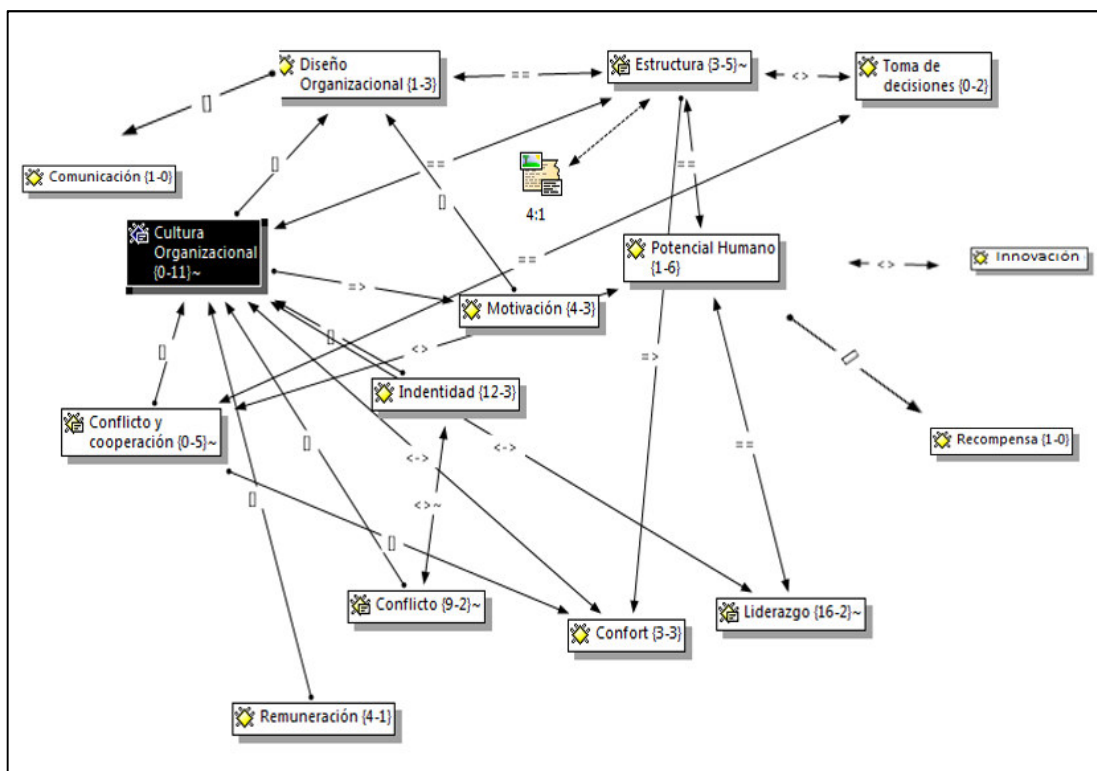 Diseño
Organizacional {1-3}
Estructura {3-5}~
Toma de
decisiones {0-2}
==
<>
[]
Comunicación {1-0}
[]
==
==
4:1
[]
Cultura
Organizacional
{0-11}~
Potencial Humano
{1-6}
==
<>
Innovación
=>
Motivación {4-3}
[]
[]
<>
=>
[]
Indentidad {12-3}
Conflicto y
cooperación {0-5}~
Recompensa {1-0}
[]
<->
<->
==
[]
<>~
[]
Conflicto {9-2}~
Confort {3-3}
Liderazgo {16-2}~
Remuneración {4-1}